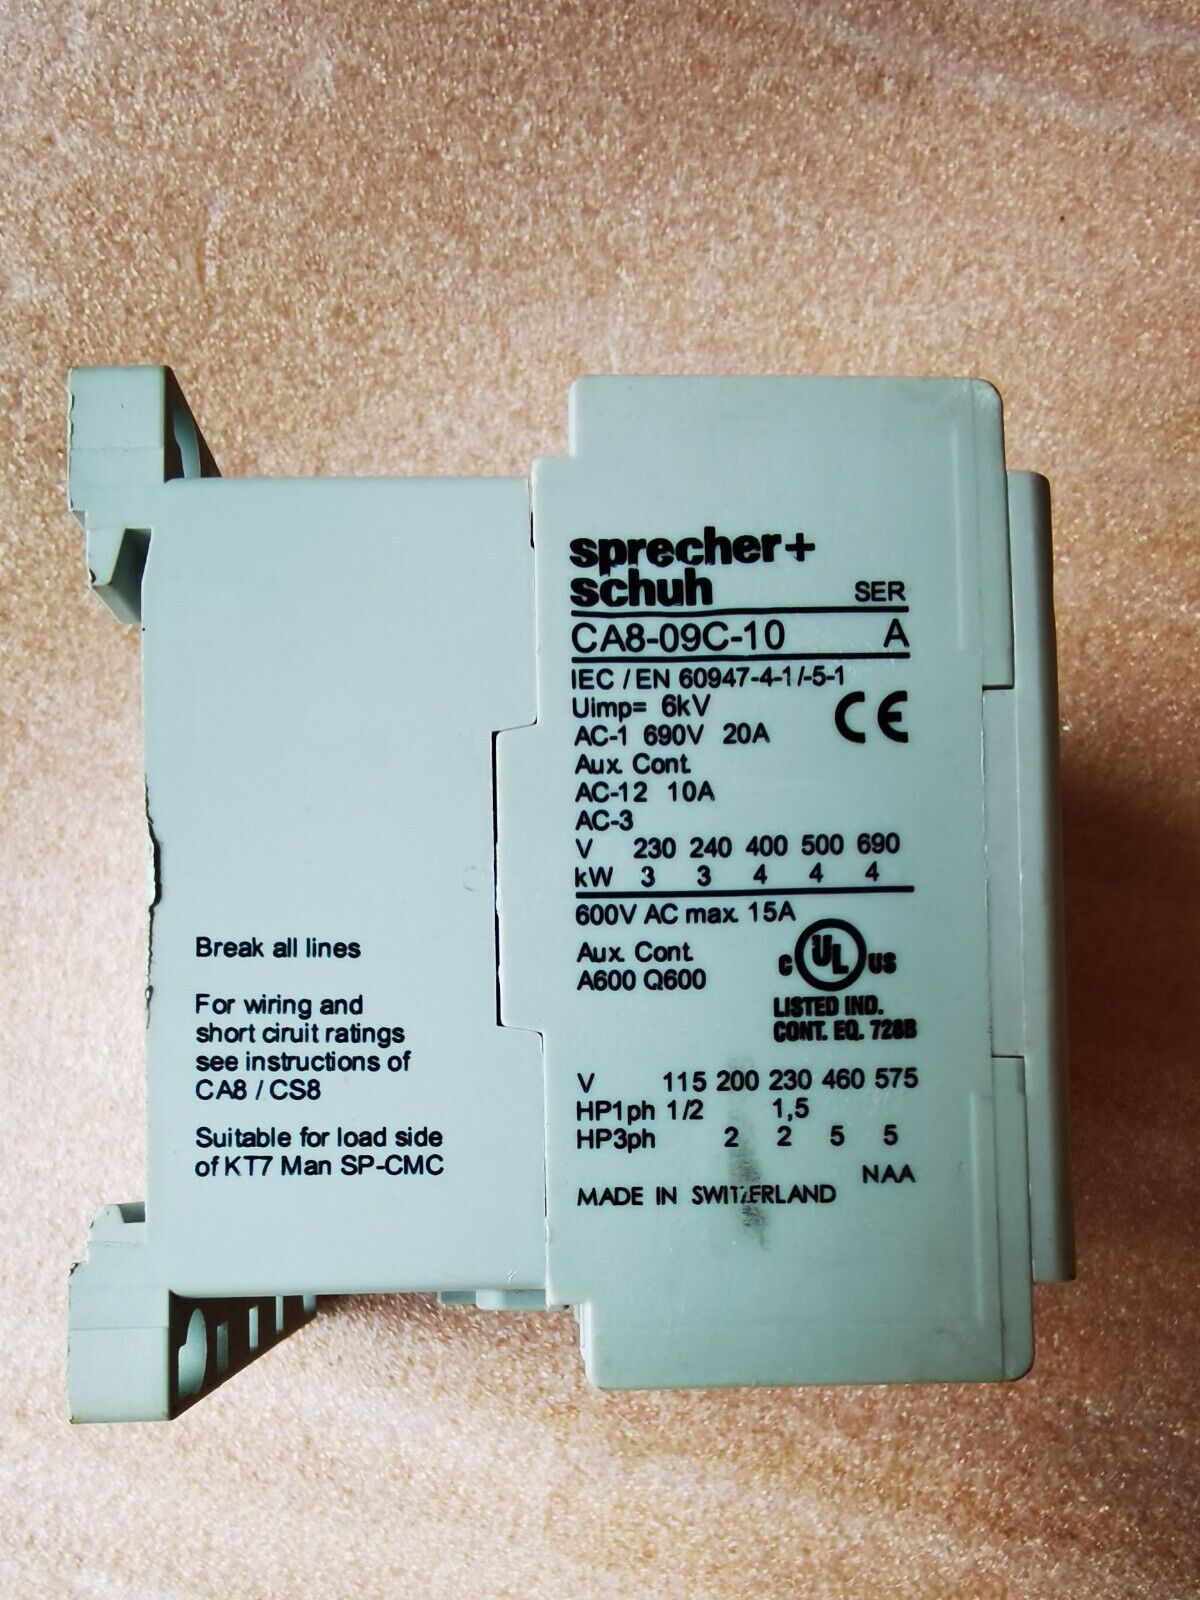 sprecher+
schuh SER
CA8-09C-10 A
IEC / EN 60947-4-1/-5-1
Uimp= 6kV
CE
AC-1 690V 20A
Aux. Cont.
AC-12 10A
AC-3
V 230 240 400 500 690
kW 3 3 4 4 4
600V AC max. 15A
Aux. Cont.
A600 Q600
C UL US
LISTED IND.
CONT. EQ. 728B
V 115 200 230 460 575
HP1ph 1/2 1,5
HP3ph 2 2 5 5
NAA
MADE IN SWITZERLAND
Break all lines
For wiring and
short ciruit ratings
see instructions of
CA8 / CS8
Suitable for load side
of KT7 Man SP-CMC